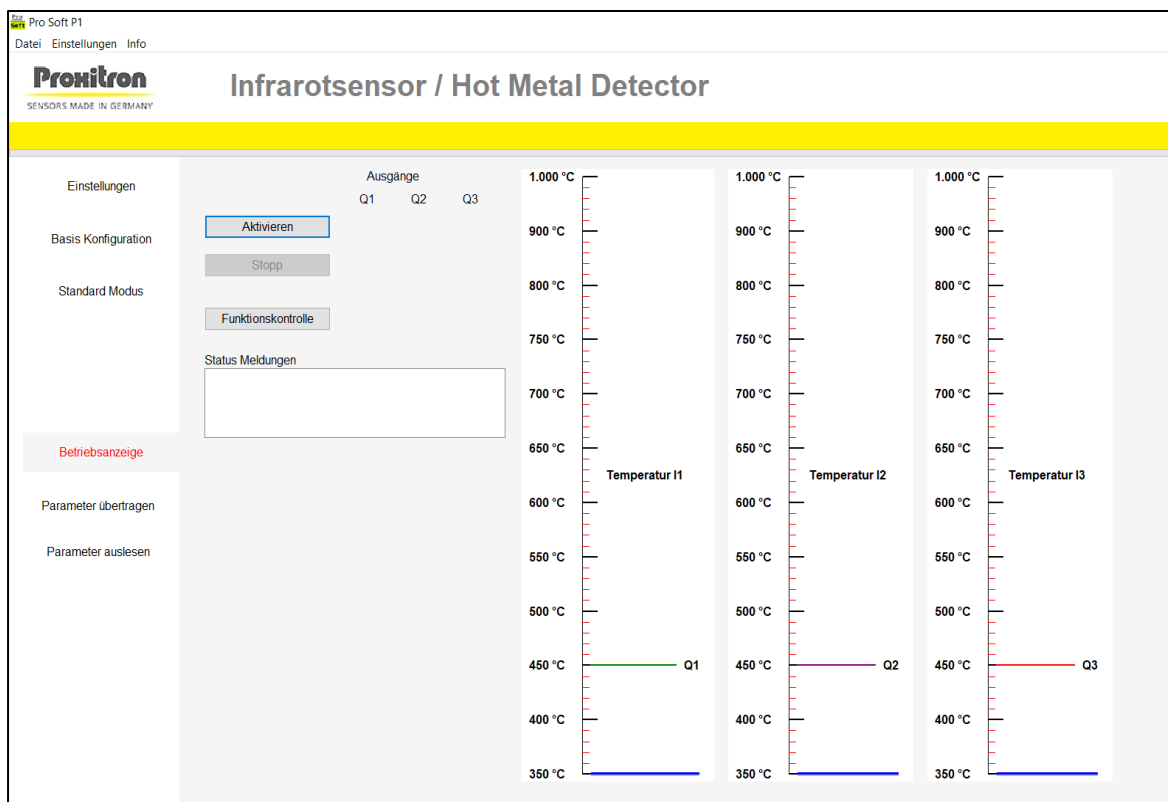 Pro Soft P1
Datei Einstellungen Info
Proxitron
SENSORS MADE IN GERMANY
Infrarotsensor / Hot Metal Detector
Einstellungen
Basis Konfiguration
Standard Modus
Betriebsanzeige
Parameter übertragen
Parameter auslesen
Ausgänge
Q1 Q2 Q3
Aktivieren
Stopp
Funktionskontrolle
Status Meldungen
1.000 °C
900 °C
800 °C
750 °C
700 °C
650 °C
Temperatur I1
600 °C
550 °C
500 °C
450 °C Q1
400 °C
350 °C
1.000 °C
900 °C
800 °C
750 °C
700 °C
650 °C
Temperatur I2
600 °C
550 °C
500 °C
450 °C Q2
400 °C
350 °C
1.000 °C
900 °C
800 °C
750 °C
700 °C
650 °C
Temperatur I3
600 °C
550 °C
500 °C
450 °C Q3
400 °C
350 °C